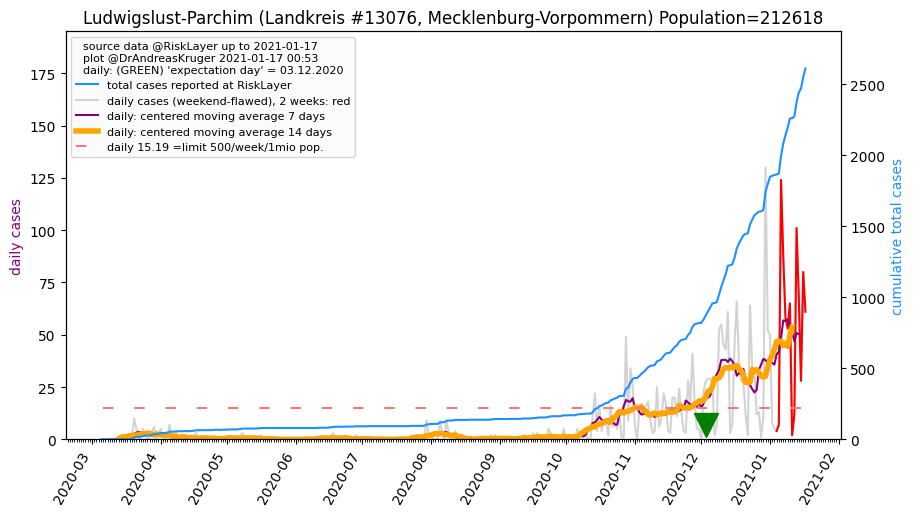 Ludwigslust-Parchim (Landkreis #13076, Mecklenburg-Vorpommern) Population=212618
source data @RiskLayer up to 2021-01-17
plot @DrAndreasKruger 2021-01-17 00:53
daily: (GREEN) 'expectation day' = 03.12.2020
total cases reported at RiskLayer
daily cases (weekend-flawed), 2 weeks: red
daily: centered moving average 7 days
daily: centered moving average 14 days
daily 15.19 =limit 500/week/1mio pop.
daily cases
175
150
125
100
75
50
25
0
cumulative total cases
2500
2000
1500
1000
500
0
2020-03
2020-04
2020-05
2020-06
2020-07
2020-08
2020-09
2020-10
2020-11
2020-12
2021-01
2021-02